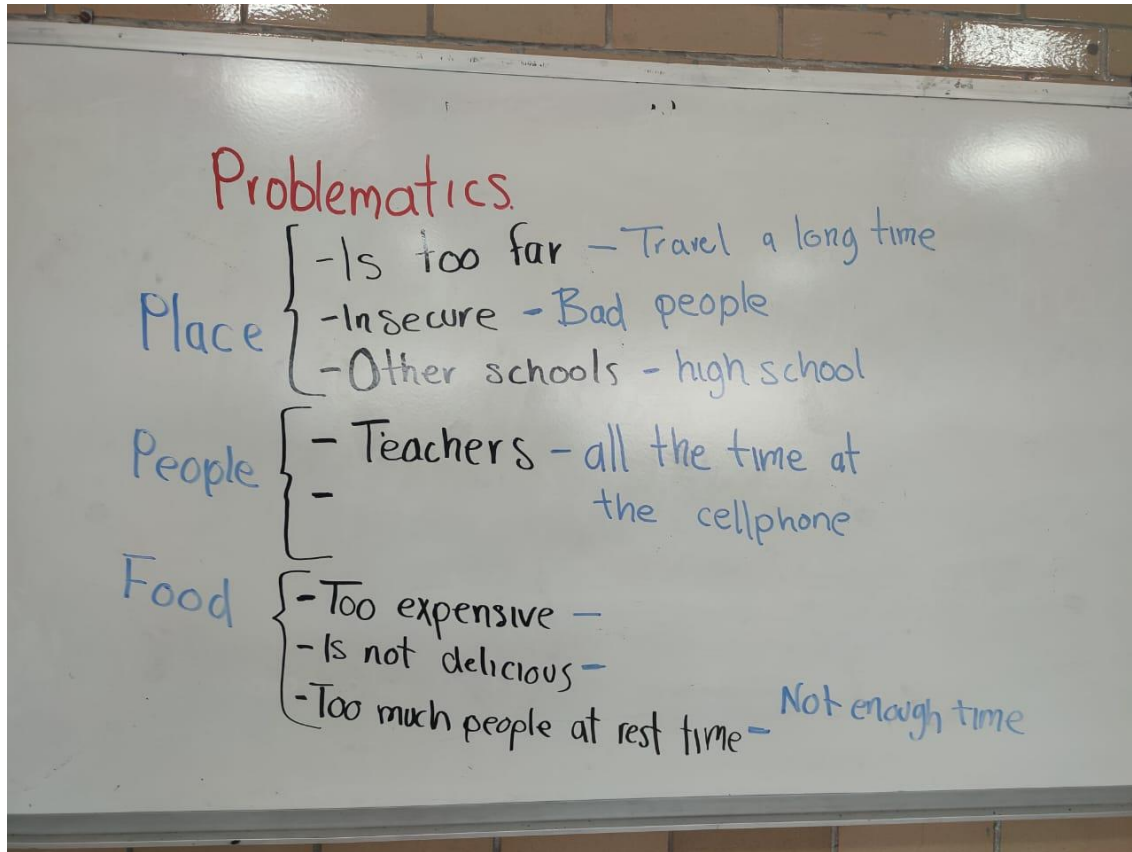 Problematics.
Place
-Is too far - Travel a long time
-Insecure - Bad people
-Other schools - high school
People
- Teachers - all the time at
- the cellphone
Food
-Too expensive -
-Is not delicious -
-Too much people at rest time - Not enough time